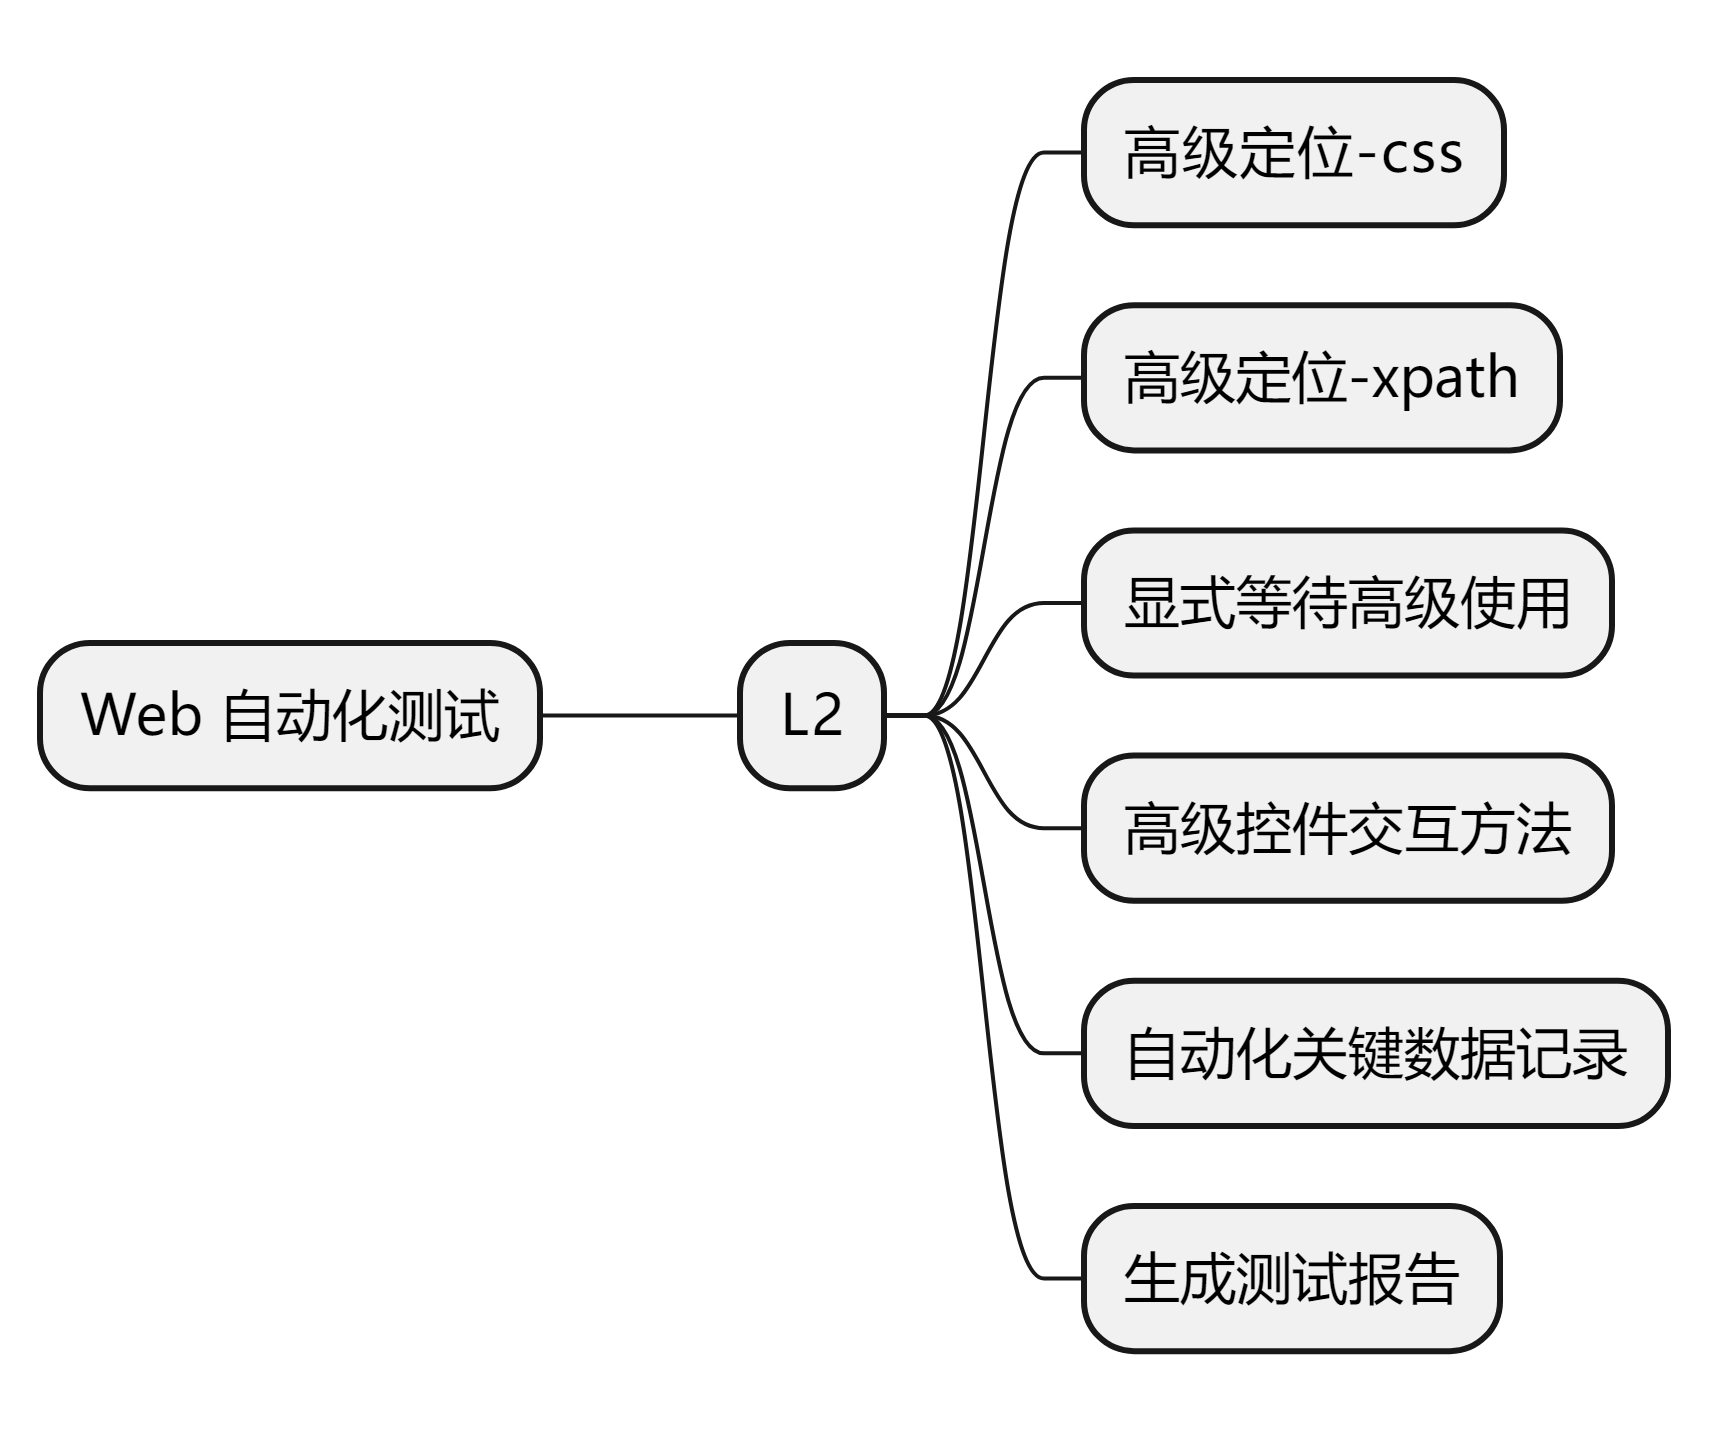 Web 自动化测试
L2
高级定位-css
高级定位-xpath
显式等待高级使用
高级控件交互方法
自动化关键数据记录
生成测试报告